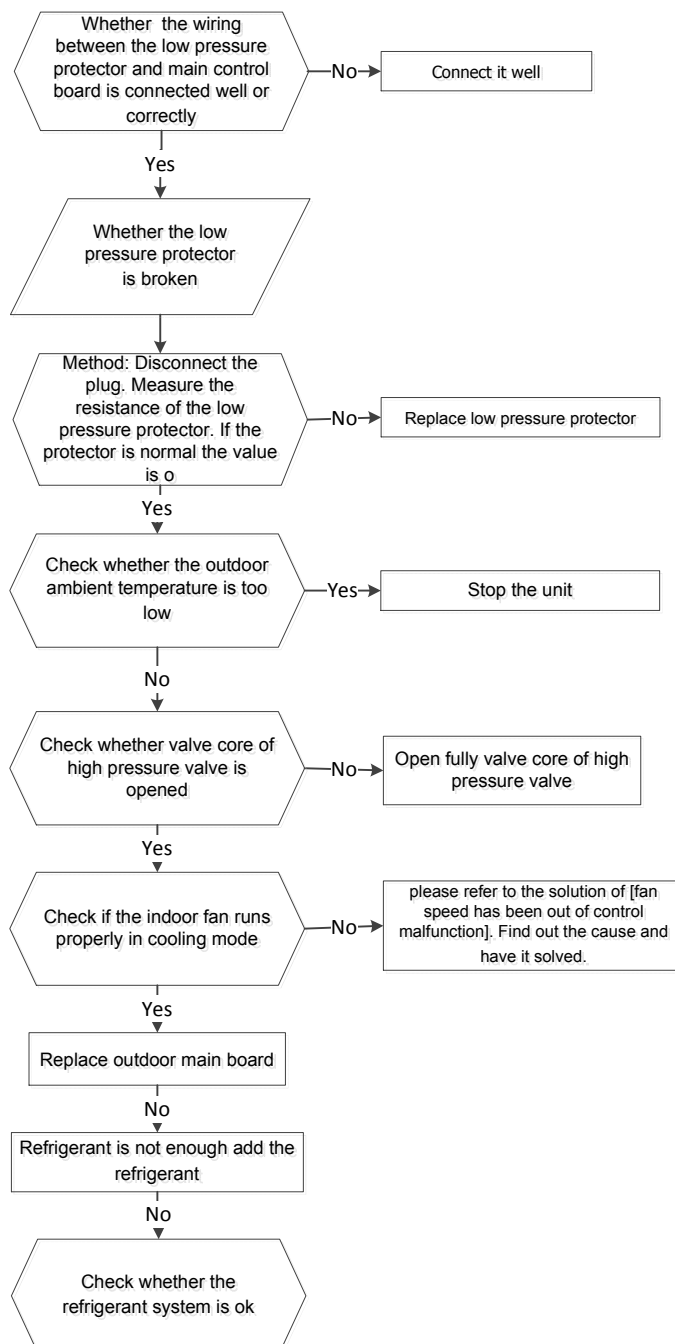 Whether the wiring
between the low pressure
protector and main control
board is connected well or
correctly
No
Connect it well
Yes
Whether the low
pressure protector
is broken
Method: Disconnect the
plug. Measure the
resistance of the low
pressure protector. If the
protector is normal the value
is o
No
Replace low pressure protector
Yes
Check whether the outdoor
ambient temperature is too
low
Yes
Stop the unit
No
Check whether valve core of
high pressure valve is
opened
No
Open fully valve core of high
pressure valve
Yes
Check if the indoor fan runs
properly in cooling mode
No
please refer to the solution of [fan
speed has been out of control
malfunction]. Find out the cause and
have it solved.
Yes
Replace outdoor main board
No
Refrigerant is not enough add the
refrigerant
No
Check whether the
refrigerant system is ok